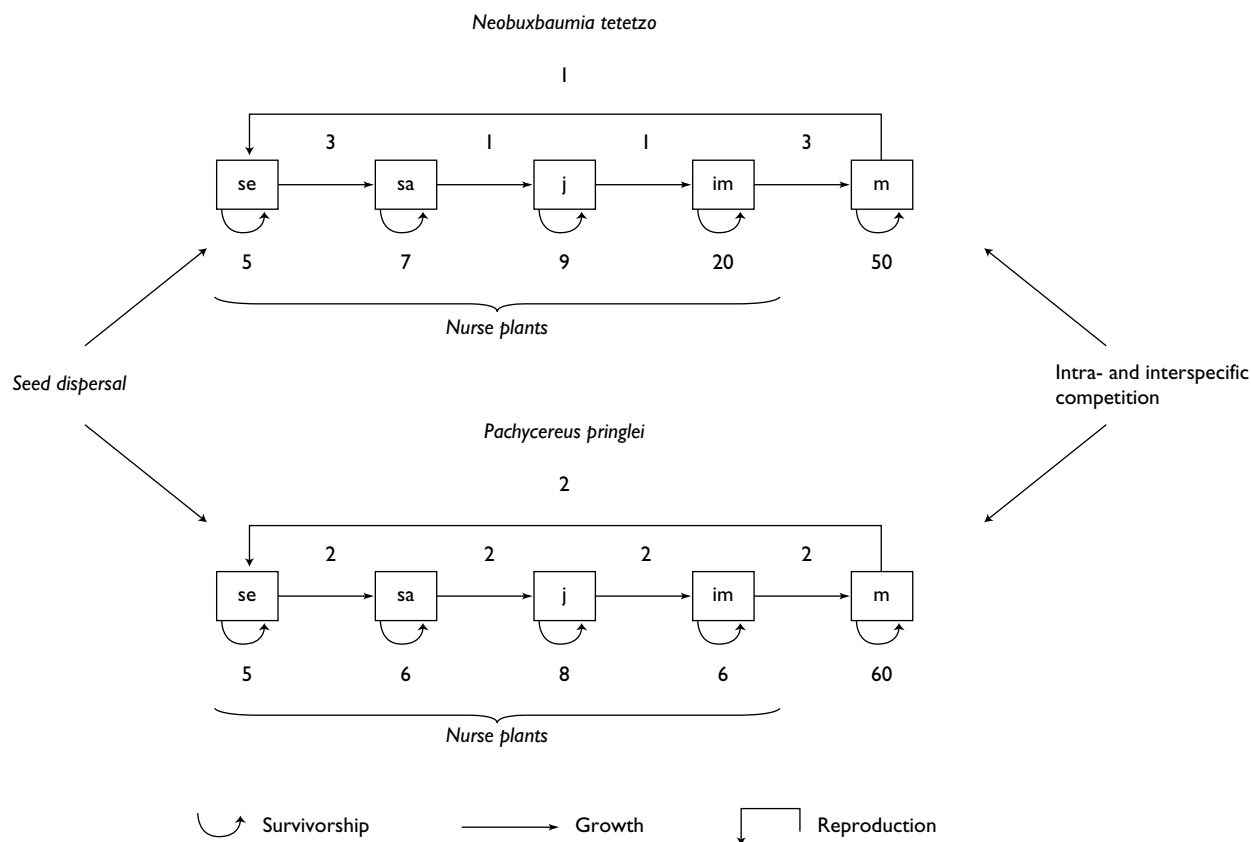 Neobuxbaumia tetetzo
1
3 1 1 3
se sa j im m
5 7 9 20 50
Nurse plants
Seed dispersal
Intra- and interspecific
competition
Pachycereus pringlei
2
2 2 2 2
se sa j im m
5 6 8 6 60
Nurse plants
Survivorship Growth Reproduction